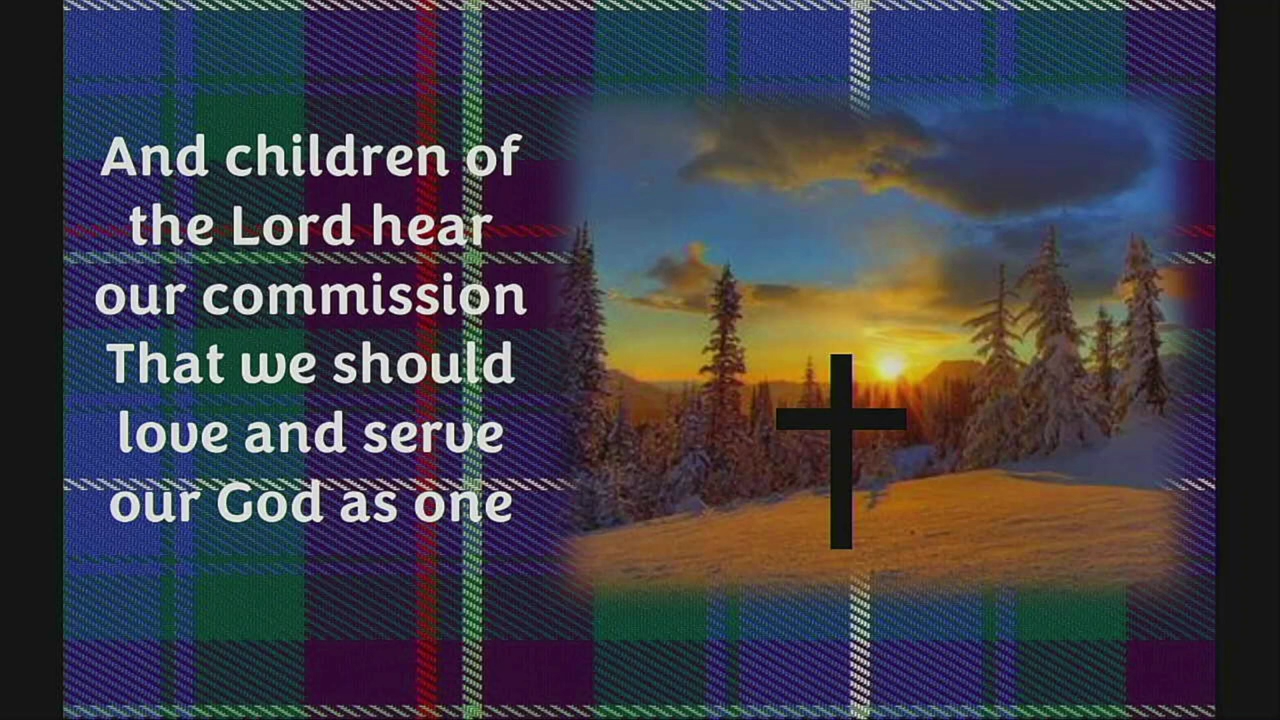 And children of
the Lord hear
our commission
That we should
love and serve
our God as one